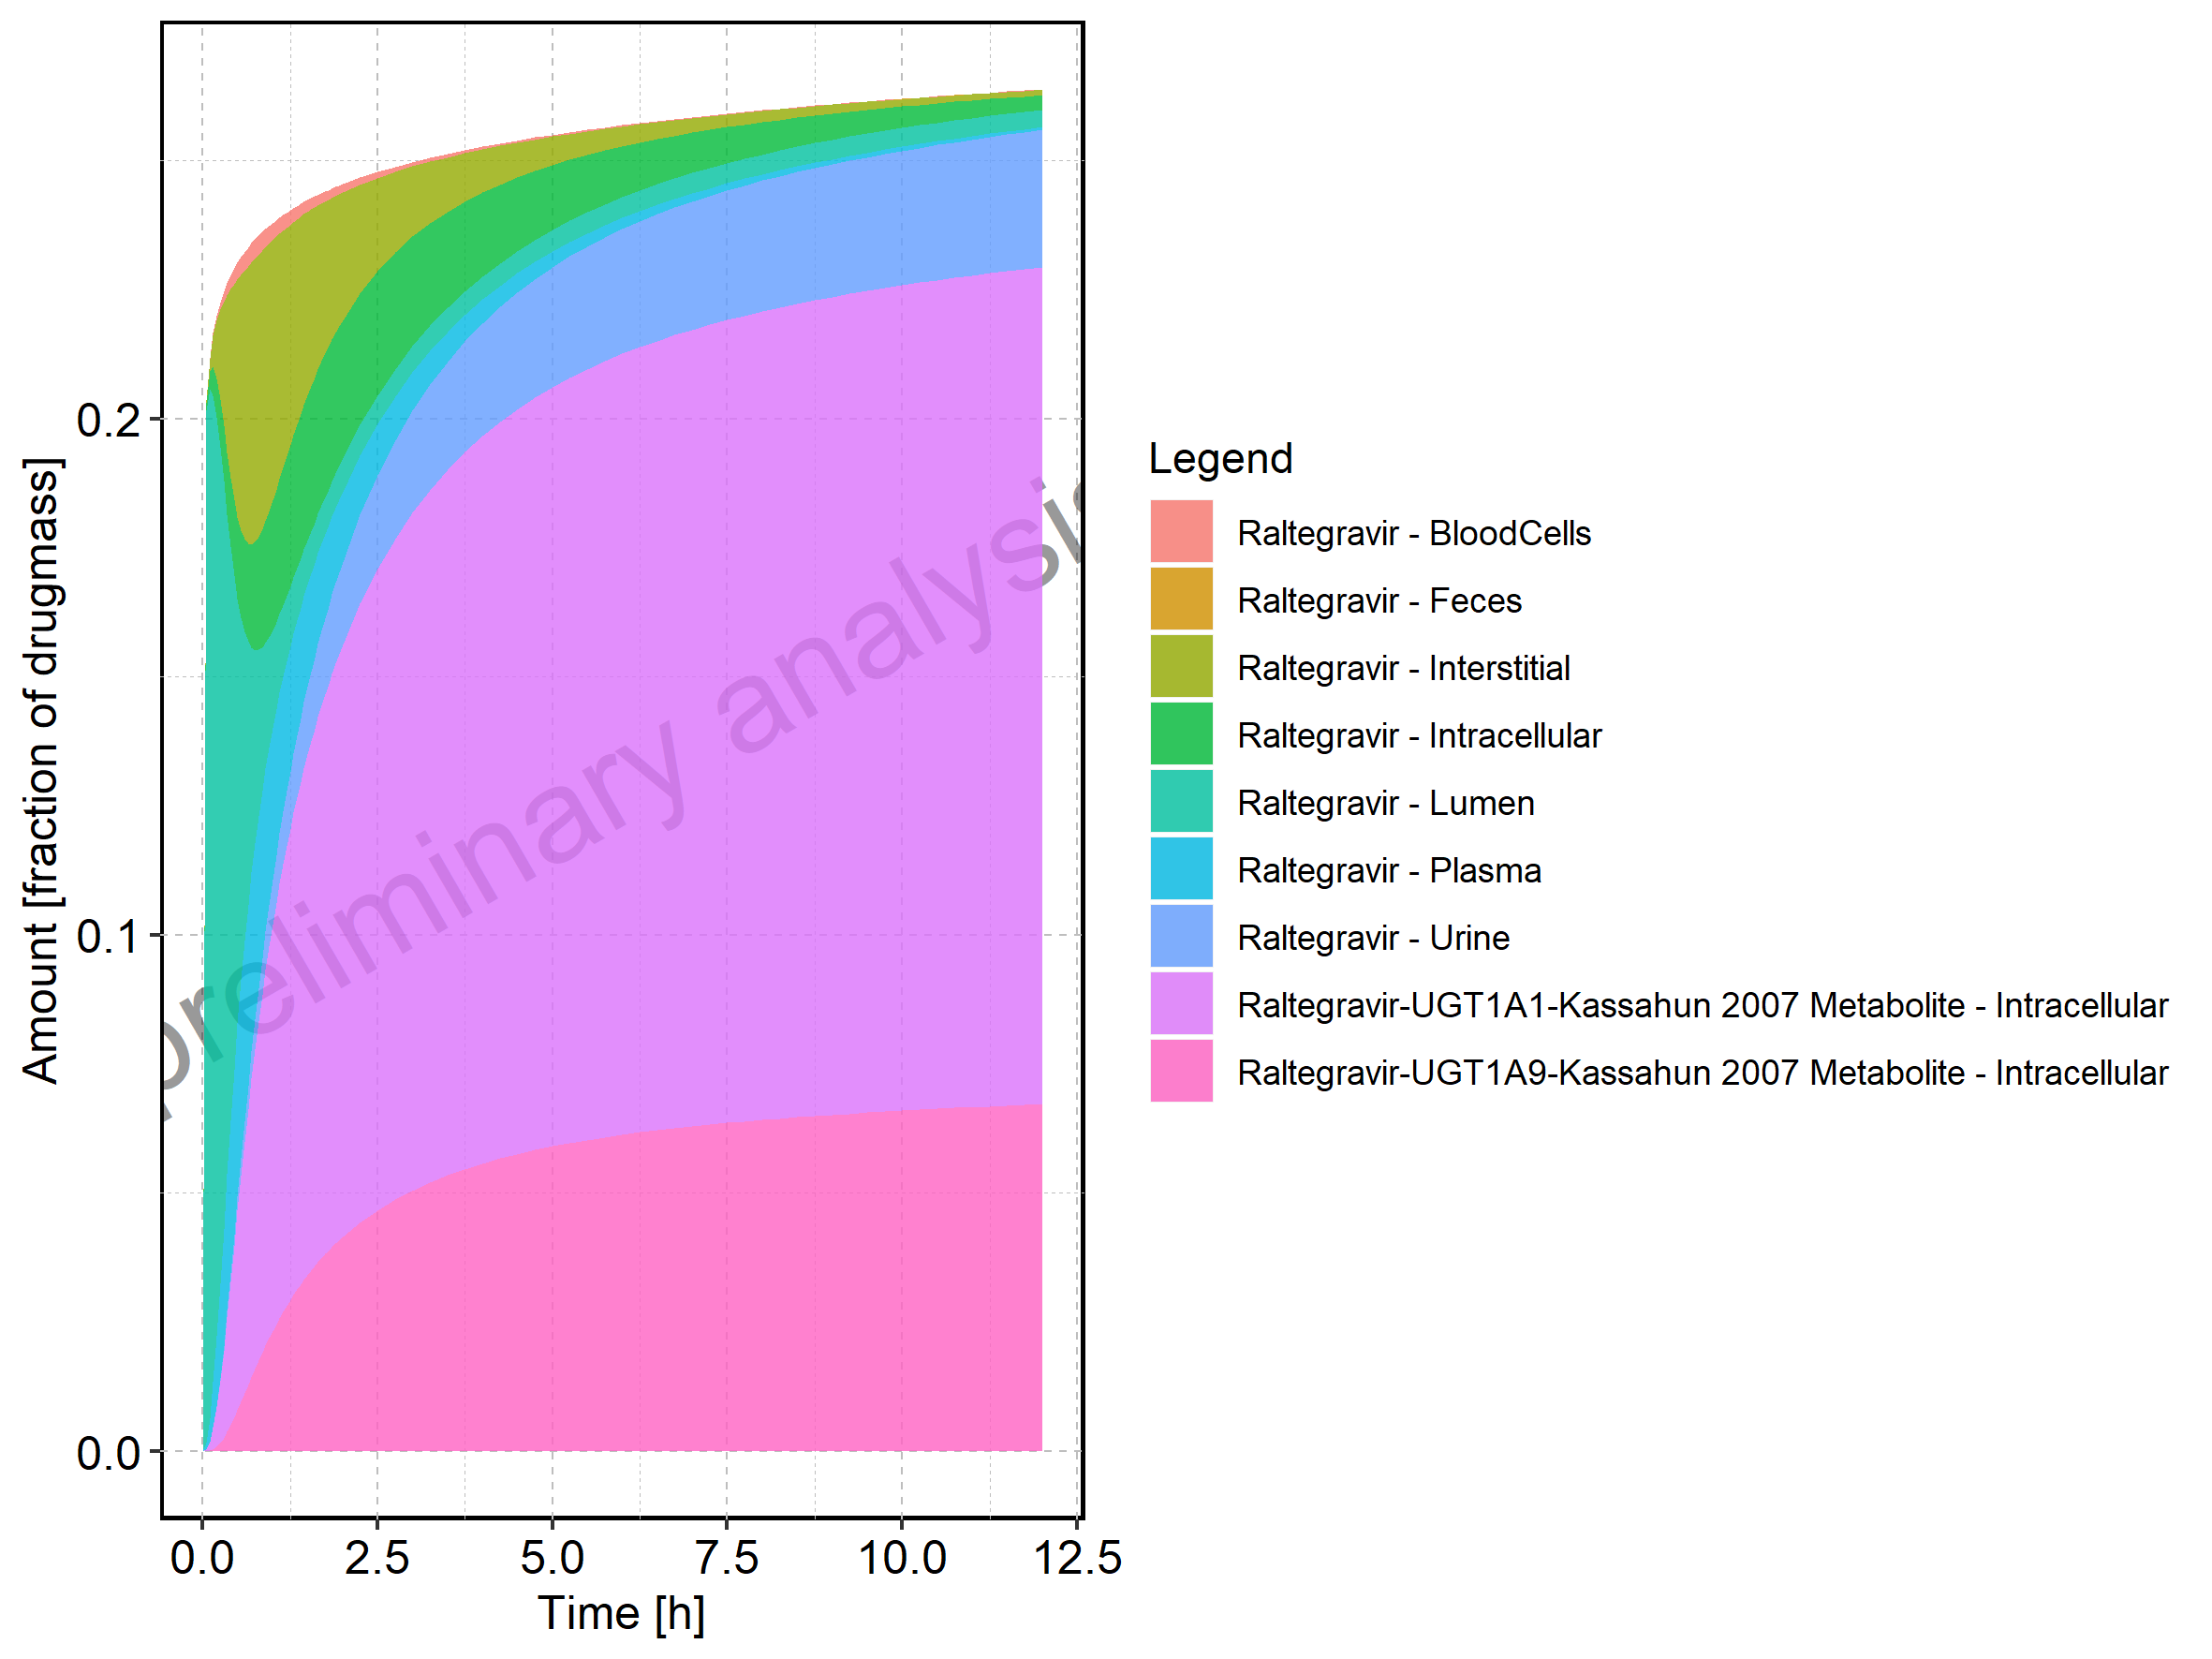 Amount [fraction of drugmass]
0.2
0.1
0.0
preliminary analysis
0.0 2.5 5.0 7.5 10.0 12.5
Time [h]
Legend
Raltegravir - BloodCells
Raltegravir - Feces
Raltegravir - Interstitial
Raltegravir - Intracellular
Raltegravir - Lumen
Raltegravir - Plasma
Raltegravir - Urine
Raltegravir-UGT1A1-Kassahun 2007 Metabolite - Intracellular
Raltegravir-UGT1A9-Kassahun 2007 Metabolite - Intracellular